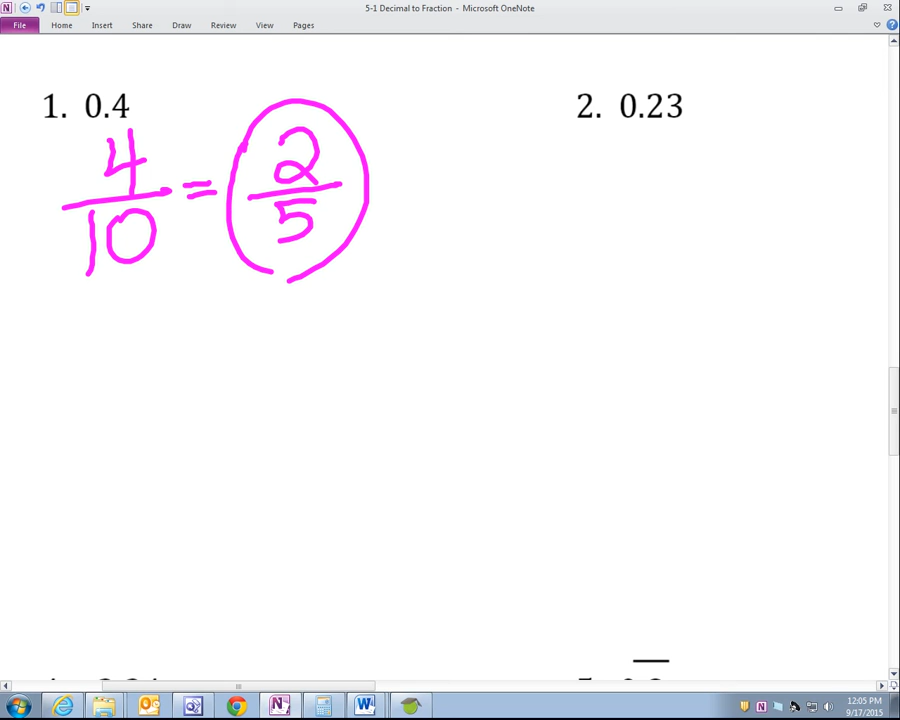 5-1 Decimal to Fraction - Microsoft OneNote
File Home Insert Share Draw Review View Pages
1. 0.4 2. 0.23
4/10 = 2/5
12:05 PM
9/17/2015